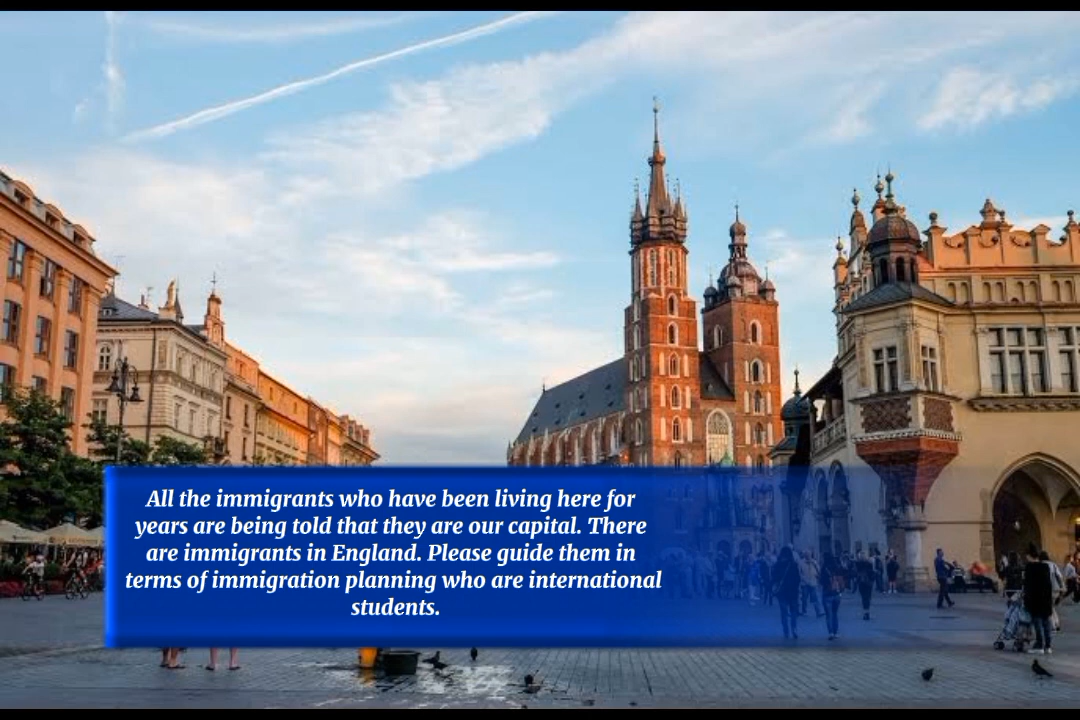 All the immigrants who have been living here for
years are being told that they are our capital. There
are immigrants in England. Please guide them in
terms of immigration planning who are international
students.